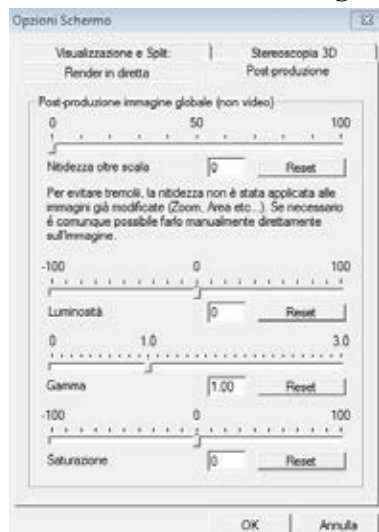 Opzioni Schermo
Visualizzazione e Split:
Stereoscopia 3D
Render in diretta
Post produzione
Post-produzione immagine globale (non video)
0 50 100
Nitidezza oltre scala 0 Reset
Per evitare tremolii, la nitidezza non è stata applicata alle
immagini già modificate (Zoom, Area etc...). Se necessario
é comunque possibile farlo manualmente direttamente
sull'immagine.
-100 0 100
Luminosità 0 Reset
0 1.0 3.0
Gamma 1.00 Reset
-100 0 100
Saturazione 0 Reset
OK Annulla